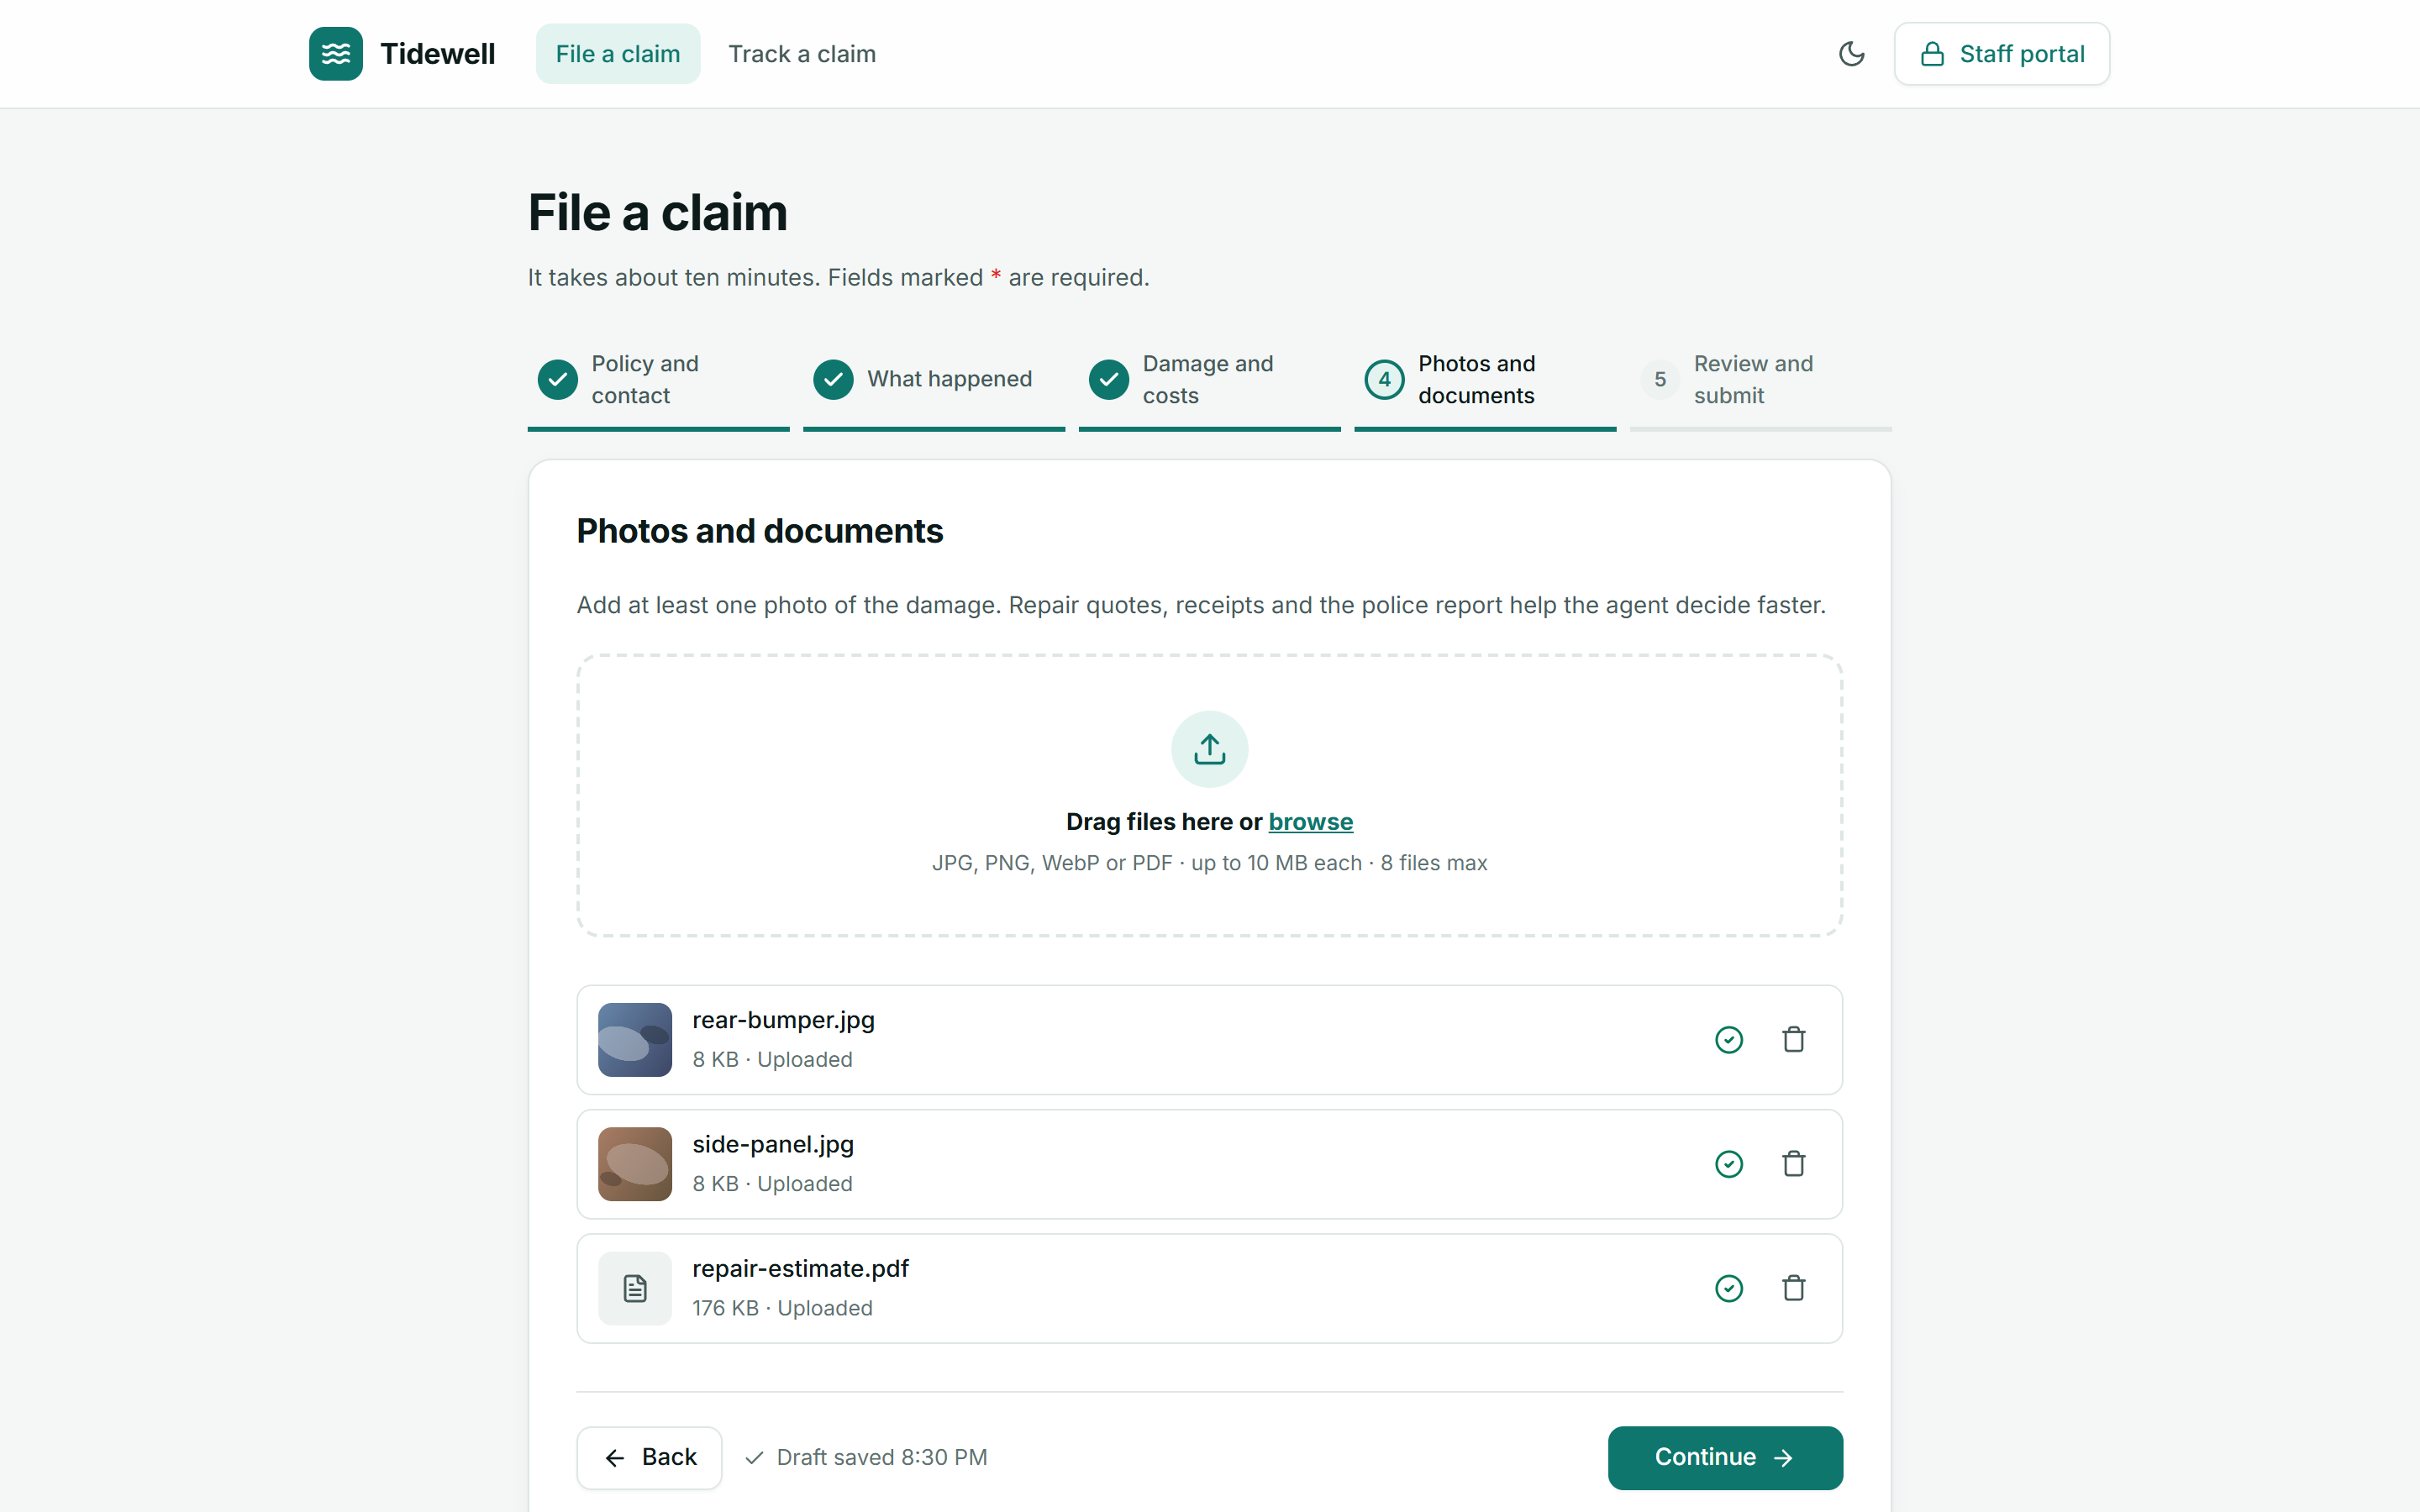 Tidewell
File a claim
Track a claim
Staff portal
File a claim
It takes about ten minutes. Fields marked * are required.
Policy and
contact
What happened
Damage and
costs
4
Photos and
documents
5
Review and
submit
Photos and documents
Add at least one photo of the damage. Repair quotes, receipts and the police report help the agent decide faster.
Drag files here or browse
JPG, PNG, WebP or PDF · up to 10 MB each · 8 files max
rear-bumper.jpg
8 KB · Uploaded
side-panel.jpg
8 KB · Uploaded
repair-estimate.pdf
176 KB · Uploaded
Back
Draft saved 8:30 PM
Continue